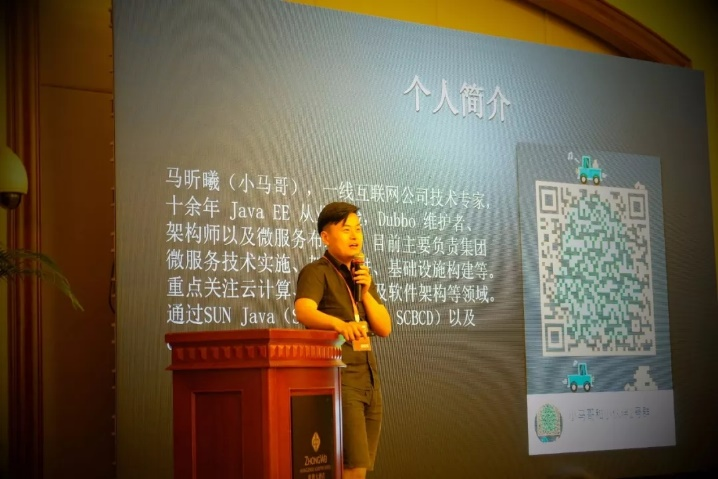 个人简介
马昕曦（小马哥），一线互联网公司技术专家，
十余年 Java EE 从 Dubbo 维护者、
架构师以及微服务布 目前主要负责集团
微服务技术实施、 基础设施构建等。
重点关注云计算、 及软件架构等领域。
通过SUN Java（S SCBCD）以及
ZHONGWEI